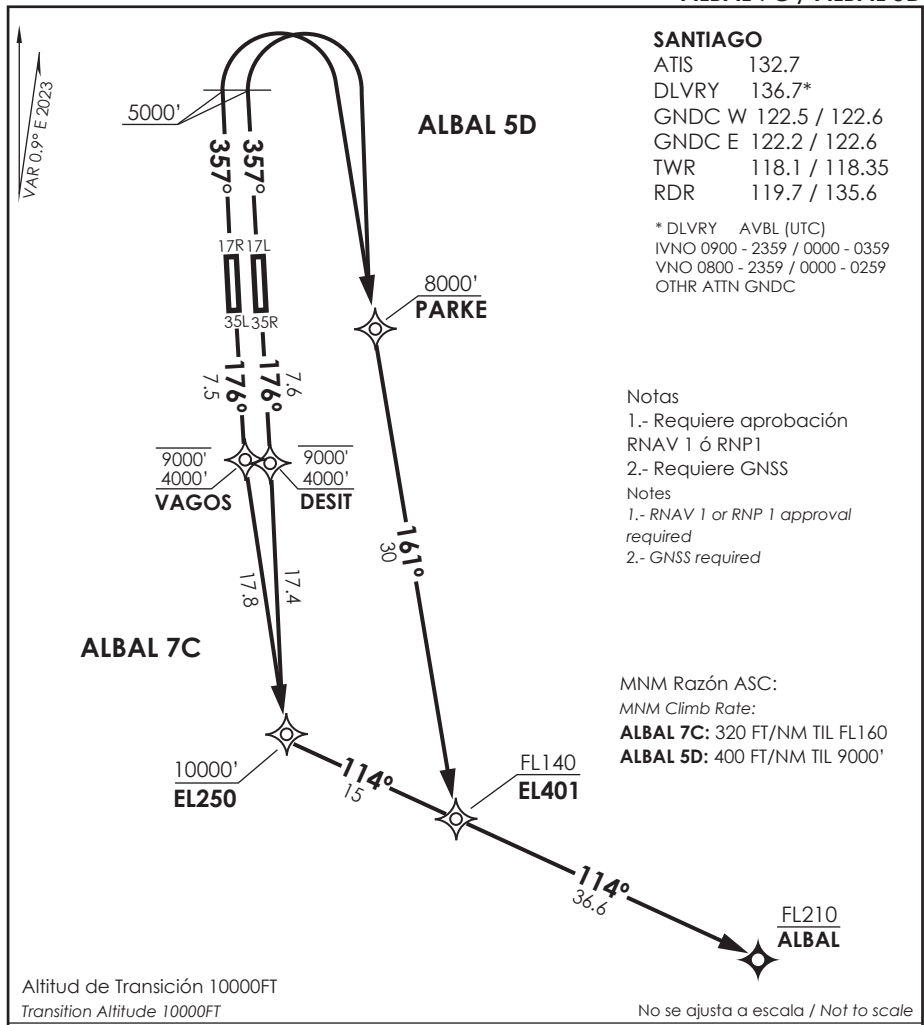 SANTIAGO
ATIS 132.7
DLVRY 136.7*
GNDC W 122.5 / 122.6
GNDC E 122.2 / 122.6
TWR 118.1 / 118.35
RDR 119.7 / 135.6
* DLVRY AVBL (UTC)
IVNO 0900 - 2359 / 0000 - 0359
VNO 0800 - 2359 / 0000 - 0259
OTHR ATTN GNDC
VAR 0.9° E 2023
5000'
ALBAL 5D
357°
357°
17R
17L
35L
35R
8000'
PARKE
7.5
176°
176°
7.6
9000'
4000'
VAGOS
9000'
4000'
DESIT
Notas
1.- Requiere aprobación
RNAV 1 ó RNP1
2.- Requiere GNSS
Notes
1.- RNAV 1 or RNP 1 approval
required
2.- GNSS required
161°
30
17.8
17.4
ALBAL 7C
MNM Razón ASC:
MNM Climb Rate:
ALBAL 7C: 320 FT/NM TIL FL160
ALBAL 5D: 400 FT/NM TIL 9000'
10000'
EL250
114°
15
FL140
EL401
114°
36.6
FL210
ALBAL
Altitud de Transición 10000FT
Transition Altitude 10000FT
No se ajusta a escala / Not to scale